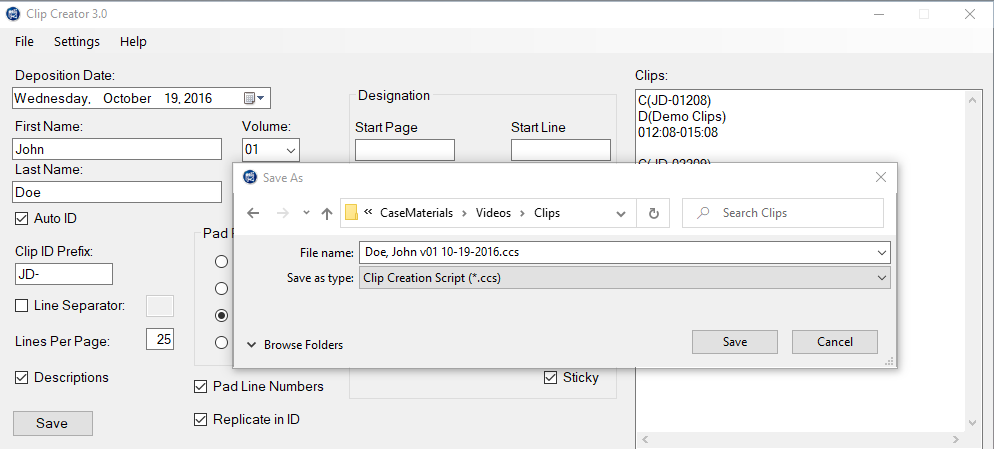 Clip Creator 3.0
File Settings Help
Deposition Date:
Wednesday, October 19, 2016
First Name:
John
Volume:
01
Last Name:
Doe
Auto ID
Clip ID Prefix:
JD-
Line Separator:
Lines Per Page:
25
Descriptions
Save
Pad
Pad Line Numbers
Replicate in ID
Designation
Start Page
Start Line
Sticky
Clips:
C(JD-01208)
D(Demo Clips)
012:08-015:08
Save As
« CaseMaterials > Videos > Clips
Search Clips
File name:
Doe, John v01 10-19-2016.ccs
Save as type:
Clip Creation Script (*.ccs)
Browse Folders
Save
Cancel